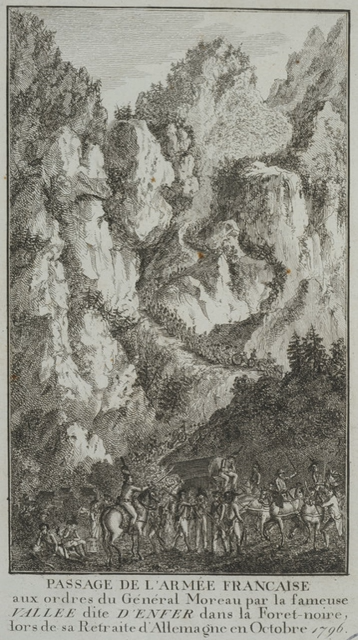 PASSAGE DE L'ARMÉE FRANCAISE
aux ordres du Général Moreau par la fameuse
VALLEE dite D'ENFER dans la Foret-noire,
lors de sa Retraite d'Allemagne en Octobre 1796.